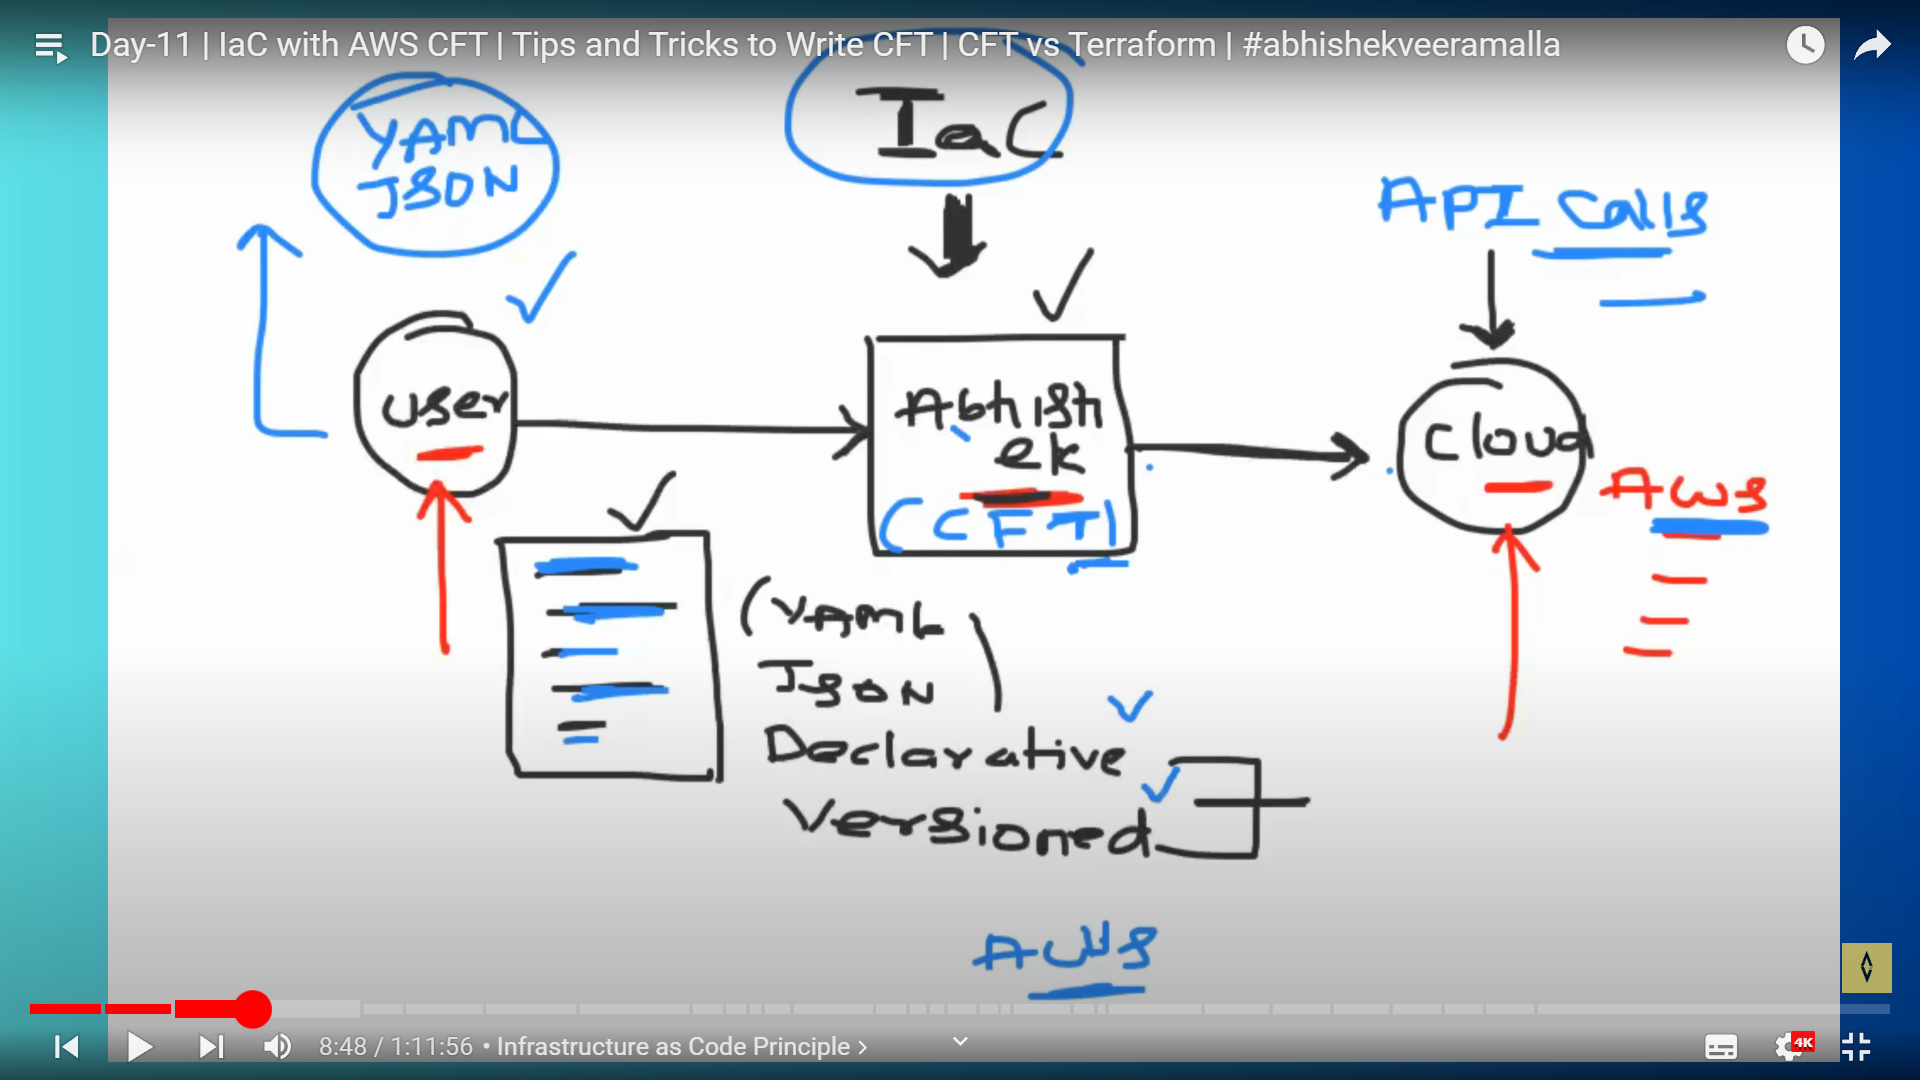 Day-11 | IaC with AWS CFT | Tips and Tricks to Write CFT | CFT vs Terraform | #abhishekveeramalla
YAML
JSON
IaC
API Calls
user
Abhish
ek
(CFT)
Cloud
AWS
(YAML
JSON)
Declarative
Versioned
AWS
8:48 / 1:11:56 • Infrastructure as Code Principle >
4K